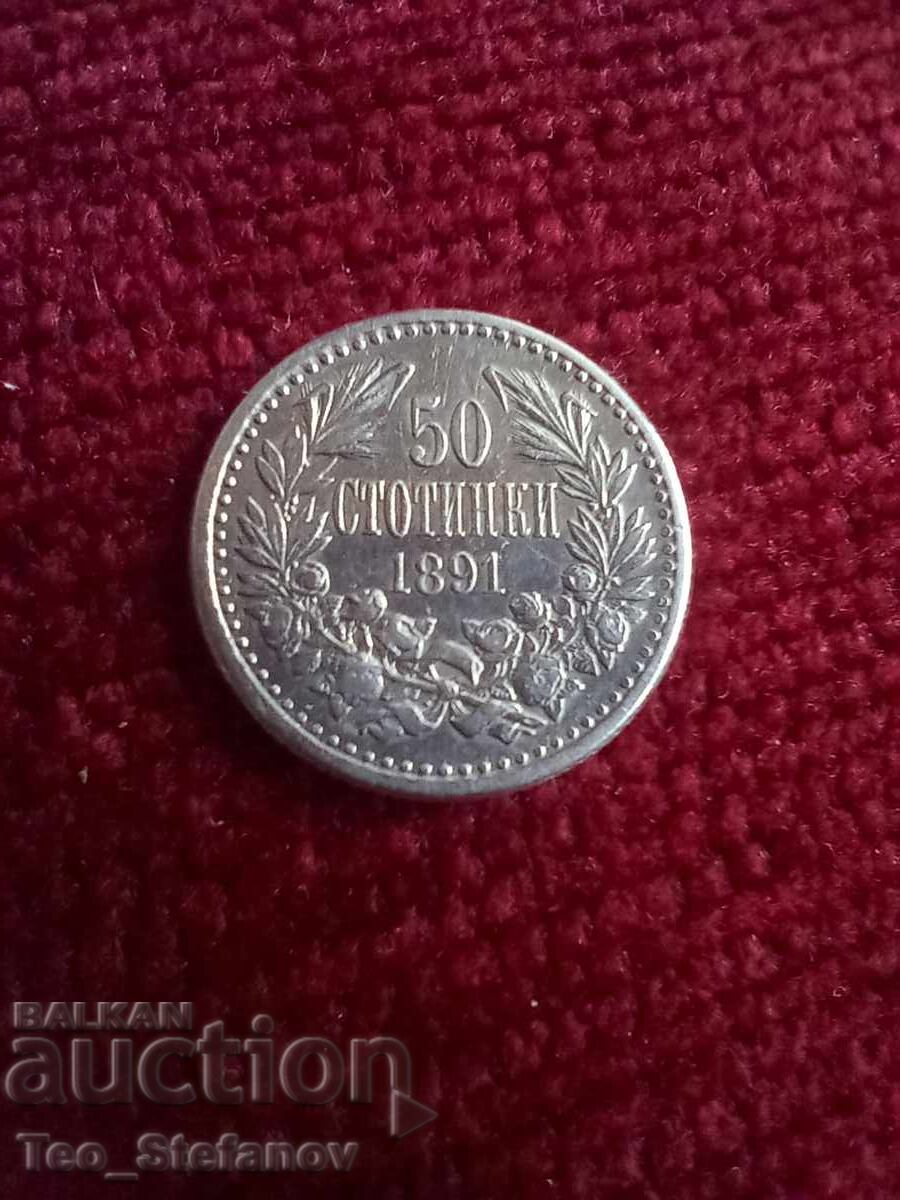 50
СТОТИНКИ
1891
BALKAN
auction
Teo_Stefanov